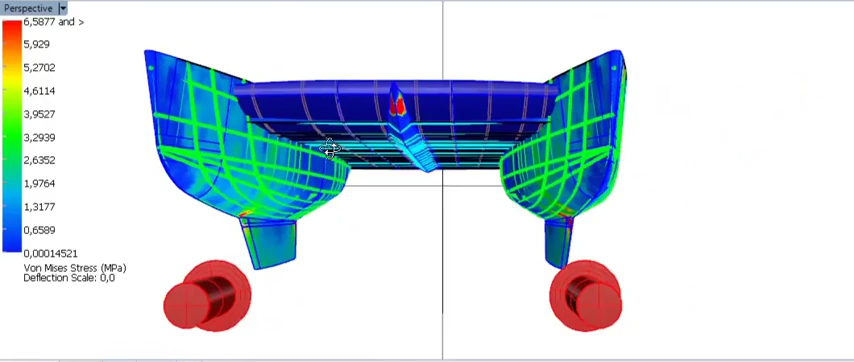 Perspective
6,5877 and >
5,929
5,2702
4,6114
3,9527
3,2939
2,6352
1,9764
1,3177
0,6589
0,00014521
Von Mises Stress (MPa)
Deflection Scale: 0,0